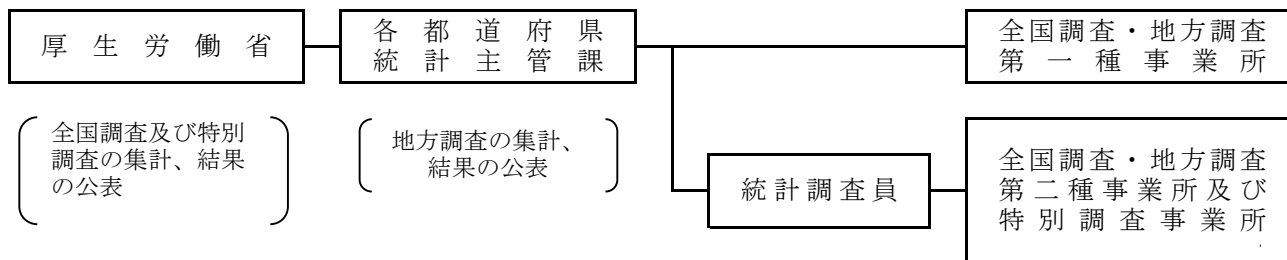 厚生労働省
各都道府県
統計主管課
全国調査・地方調査
第一種事業所
全国調査及び特別
調査の集計、結果
の公表
地方調査の集計、
結果の公表
統計調査員
全国調査・地方調査
第二種事業所及び
特別調査事業所